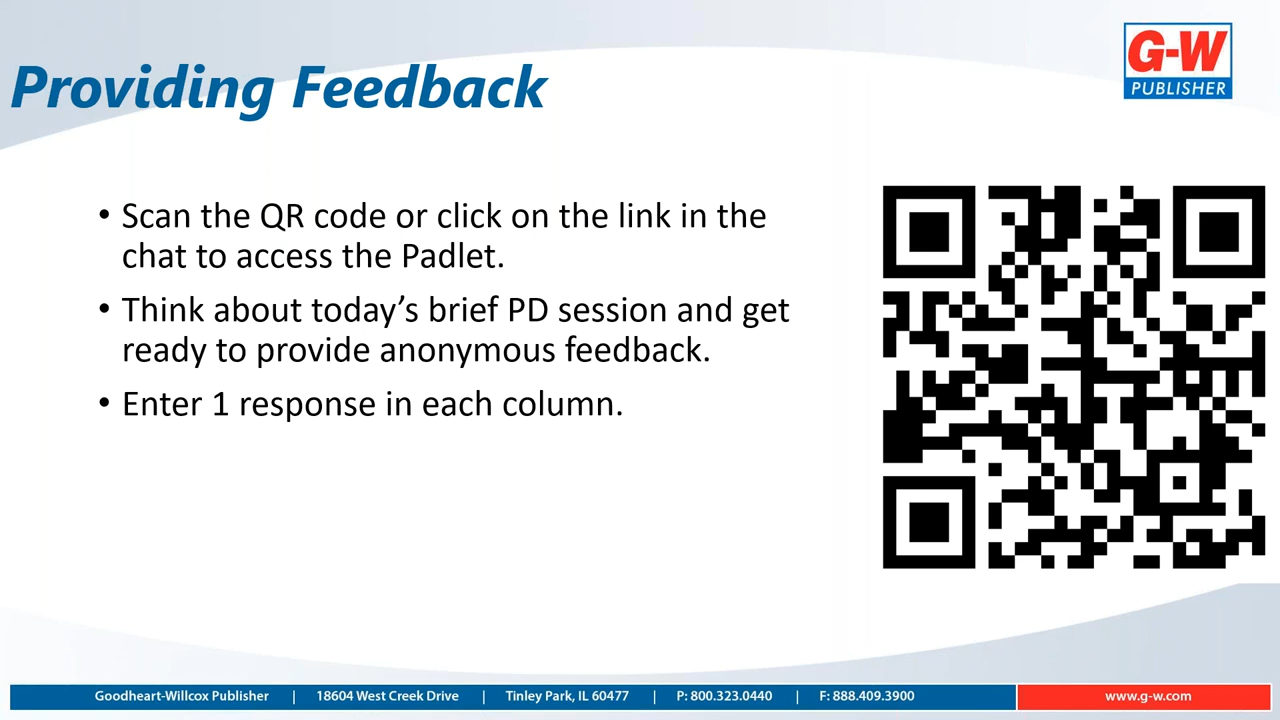 Providing Feedback
G-W
PUBLISHER
• Scan the QR code or click on the link in the
chat to access the Padlet.
• Think about today’s brief PD session and get
ready to provide anonymous feedback.
• Enter 1 response in each column.
Goodheart-Willcox Publisher | 18604 West Creek Drive | Tinley Park, IL 60477 | P: 800.323.0440 | F: 888.409.3900
www.g-w.com